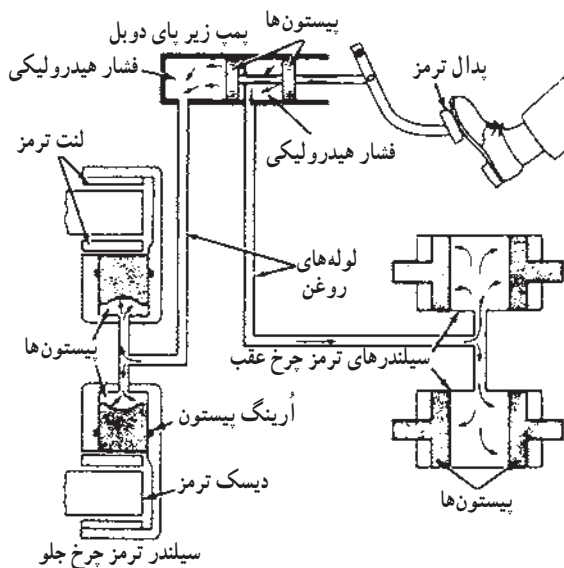 پیستون‌ها
پمپ زیر پای دوبل
فشار هیدرولیکی
پدال ترمز
فشار هیدرولیکی
لنت ترمز
لوله‌های
روغن
سیلندرهای ترمز چرخ عقب
پیستون‌ها
اُرینگ پیستون
دیسک ترمز
پیستون‌ها
سیلندر ترمز چرخ جلو